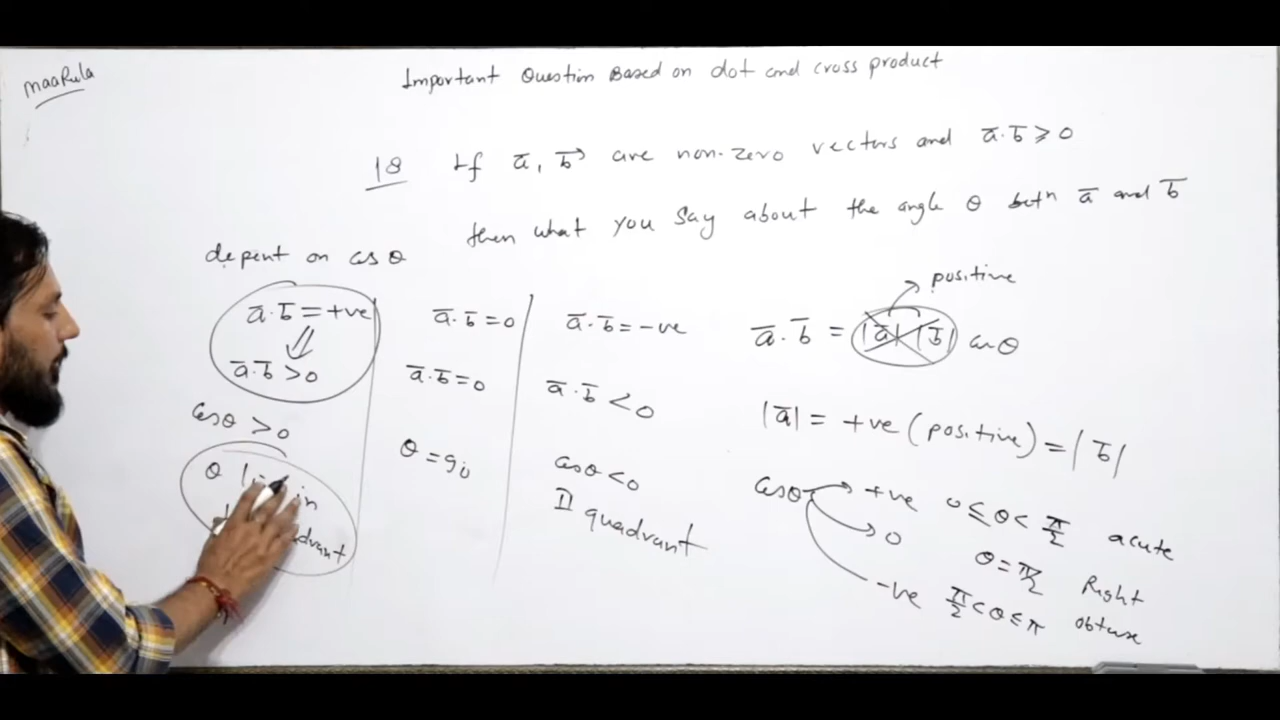 maaRula
Important Question Based on dot and cross product
18 If a̅, b⃗ are non-zero vectors and a̅.b̅ ⩾ 0
then what you say about the angle θ betn a̅ and b̅
depent on cosθ
a̅.b̅ = +ve
⇓
a̅.b̅ > 0
cosθ > 0
θ in
quadrant
a̅.b̅ = 0
a̅.b̅ = 0
θ = 90
a̅.b̅ = -ve
a̅.b̅ < 0
cosθ < 0
II quadrant
positive
a̅.b̅ = |a̅| |b̅| cosθ
|a̅| = +ve (positive) = |b̅|
cosθ → +ve 0 ≤ θ < π/2 acute
→ 0 θ = π/2 Right
-ve π/2 < θ ≤ π obtuse